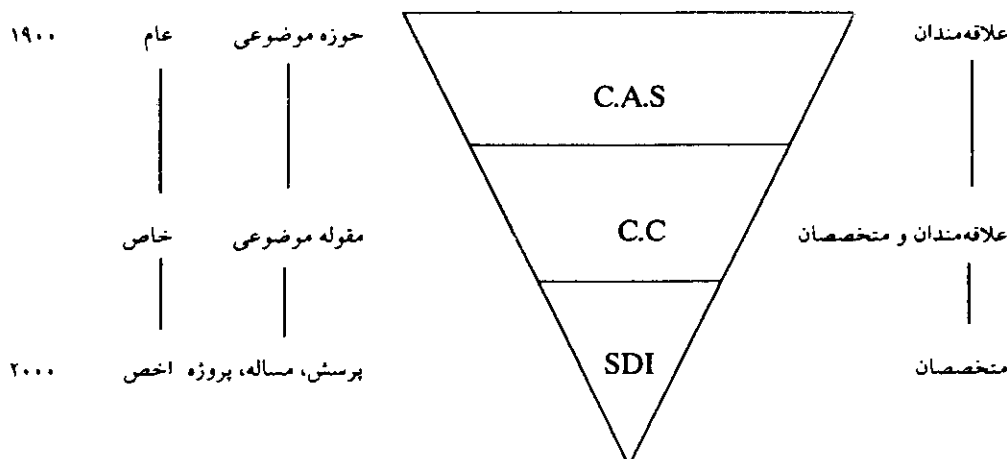 علاقه‌مندان C.A.S حوزه موضوعی عام ۱۹۰۰
علاقه‌مندان و متخصصان C.C مقوله موضوعی خاص
متخصصان SDI پرسش، مساله، پروژه اخص ۲۰۰۰